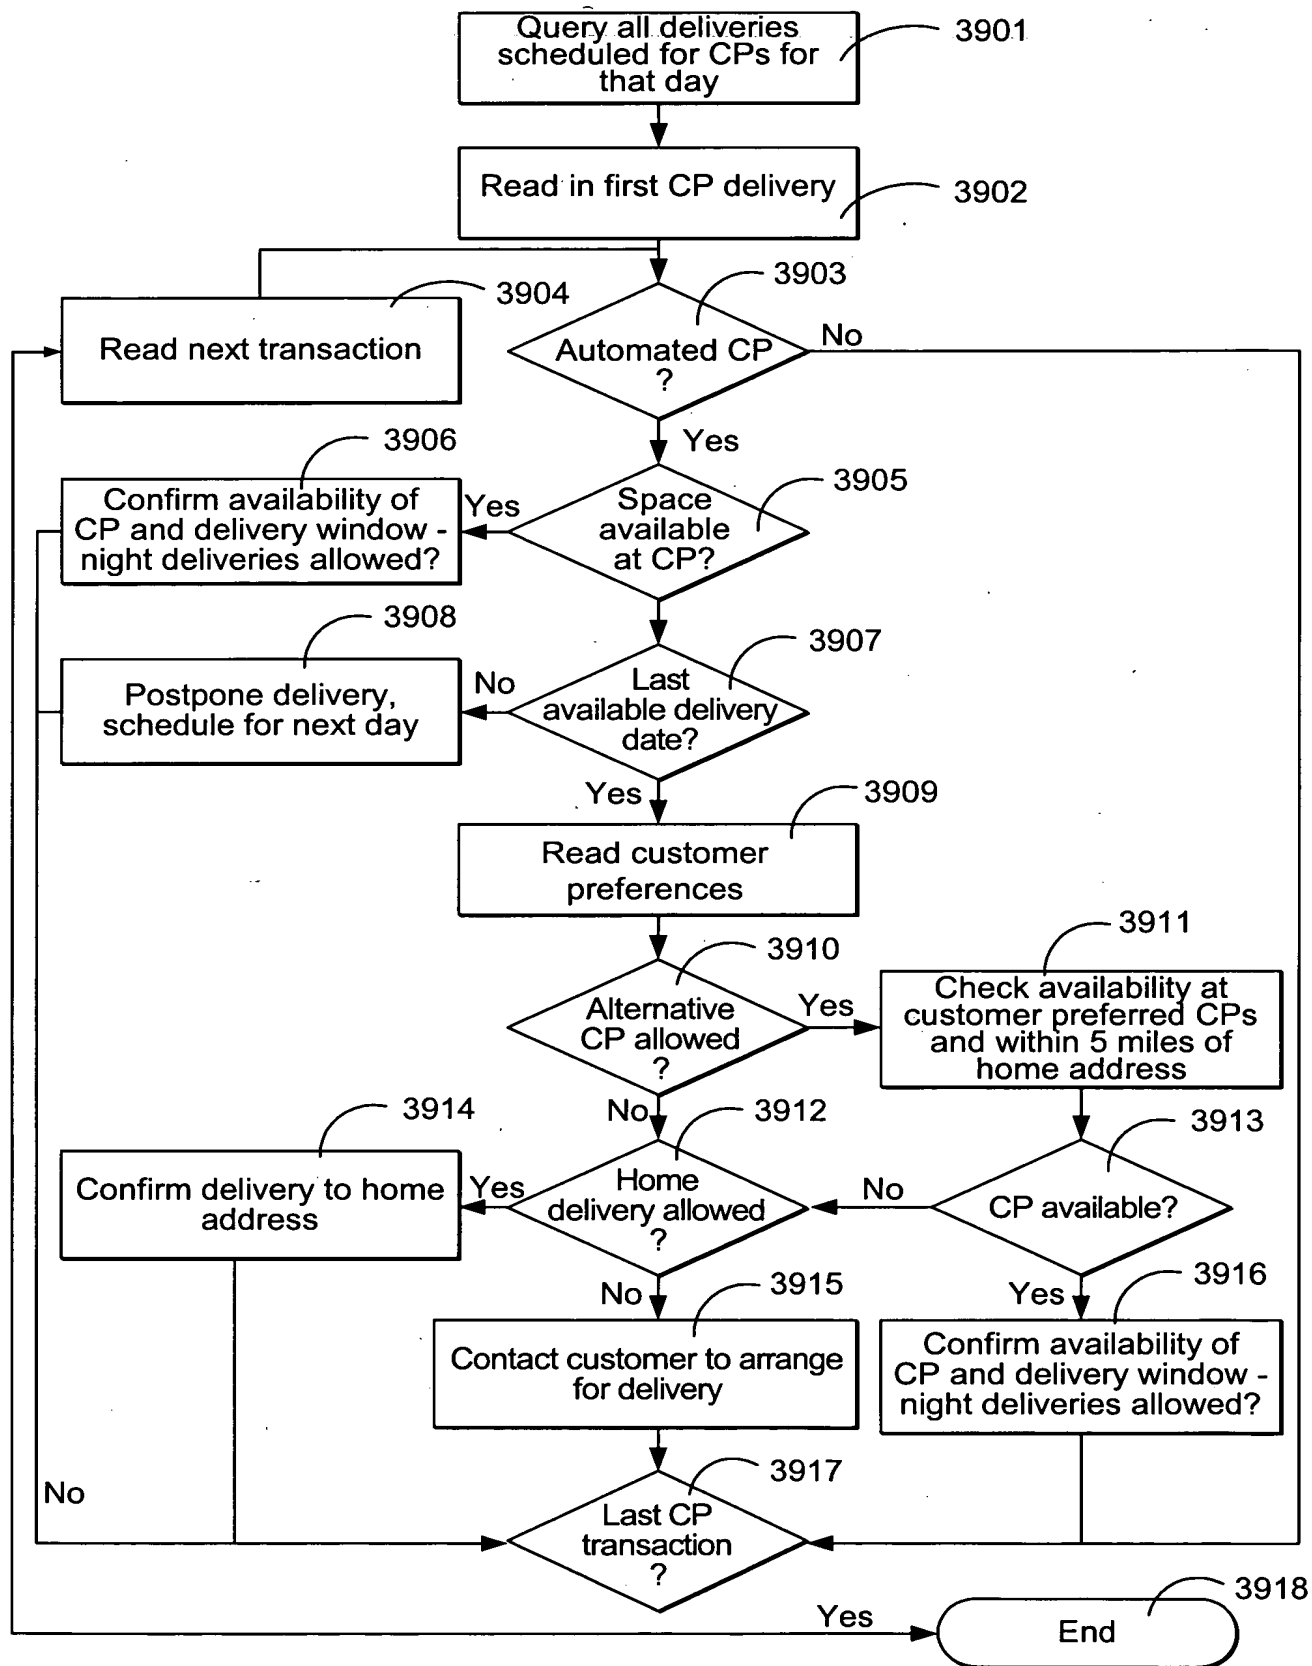 Query all deliveries
scheduled for CPs for
that day
3901
Read in first CP delivery
3902
3903
3904
Read next transaction
Automated CP
?
No
Yes
3906
Confirm availability of
CP and delivery window -
night deliveries allowed?
Yes
Space
available
at CP?
3905
3908
Postpone delivery,
schedule for next day
No
Last
available delivery
date?
3907
Yes
3909
Read customer
preferences
3910
Alternative
CP allowed
?
Yes
3911
Check availability at
customer preferred CPs
and within 5 miles of
home address
No
3912
3914
Confirm delivery to home
address
Yes
Home
delivery allowed
?
No
3913
CP available?
No
3915
Contact customer to arrange
for delivery
Yes
3916
Confirm availability of
CP and delivery window -
night deliveries allowed?
3917
No
Last CP
transaction
?
3918
Yes
End